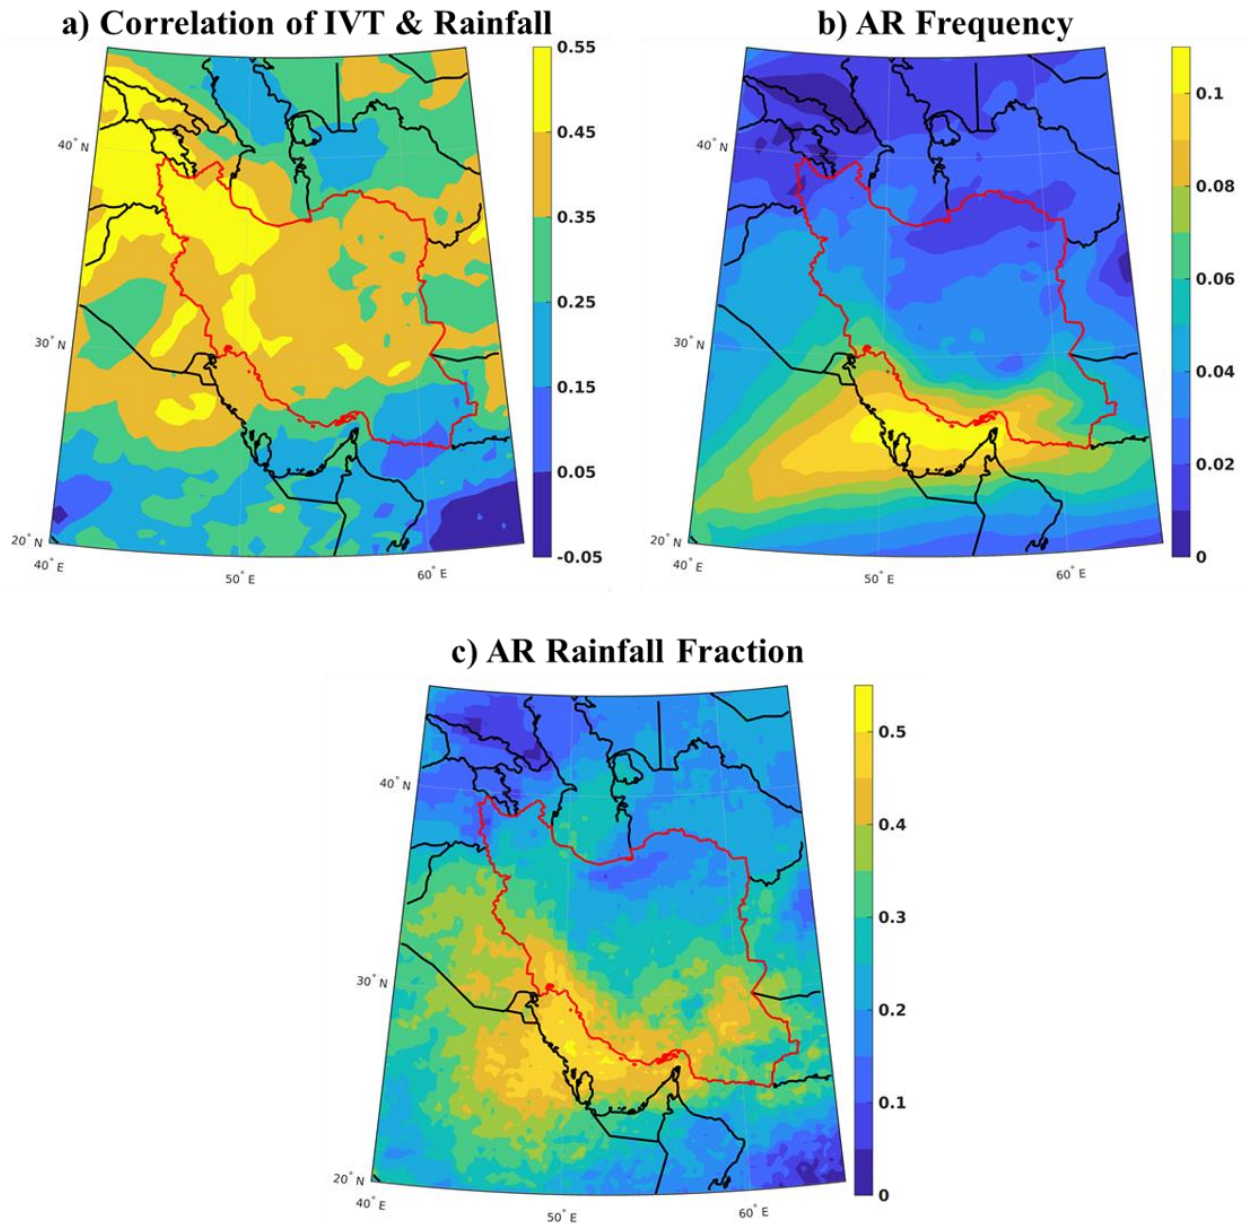 a) Correlation of IVT & Rainfall
0.55
0.45
0.35
0.25
0.15
0.05
-0.05
40° N
30° N
20° N
40° E
50° E
60° E
b) AR Frequency
0.1
0.08
0.06
0.04
0.02
0
40° N
30° N
20° N
40° E
50° E
60° E
c) AR Rainfall Fraction
0.5
0.4
0.3
0.2
0.1
0
40° N
30° N
20° N
40° E
50° E
60° E